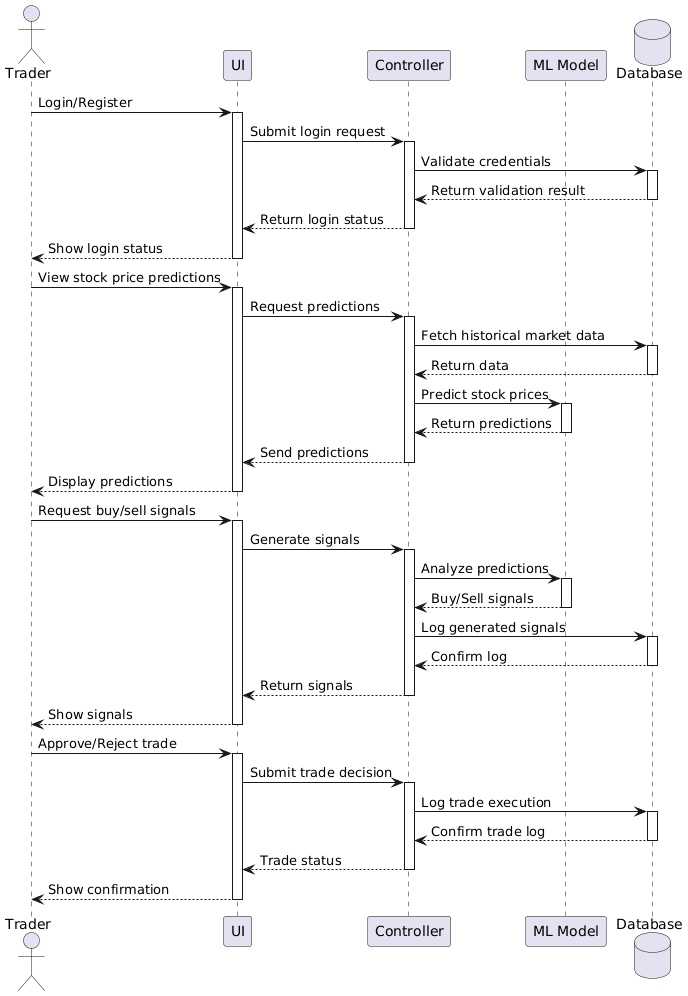 Trader
UI
Controller
ML Model
Database
Login/Register
Submit login request
Validate credentials
Return validation result
Return login status
Show login status
View stock price predictions
Request predictions
Fetch historical market data
Return data
Predict stock prices
Return predictions
Send predictions
Display predictions
Request buy/sell signals
Generate signals
Analyze predictions
Buy/Sell signals
Log generated signals
Confirm log
Return signals
Show signals
Approve/Reject trade
Submit trade decision
Log trade execution
Confirm trade log
Trade status
Show confirmation
Trader
UI
Controller
ML Model
Database